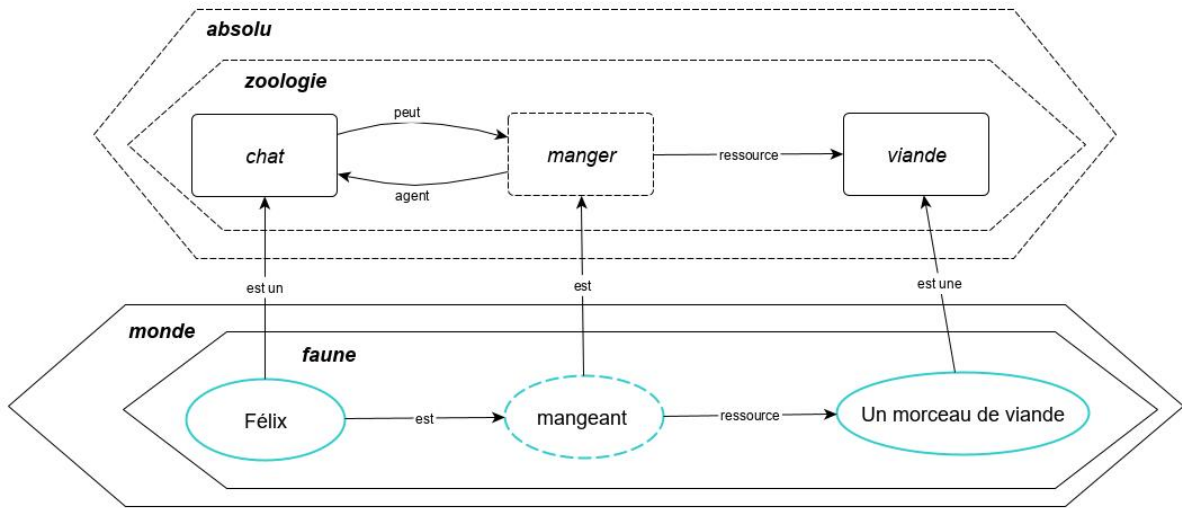 absolu
zoologie
peut
chat
manger
ressource
viande
agent
est un
est
est une
monde
faune
Félix
est
mangeant
ressource
Un morceau de viande